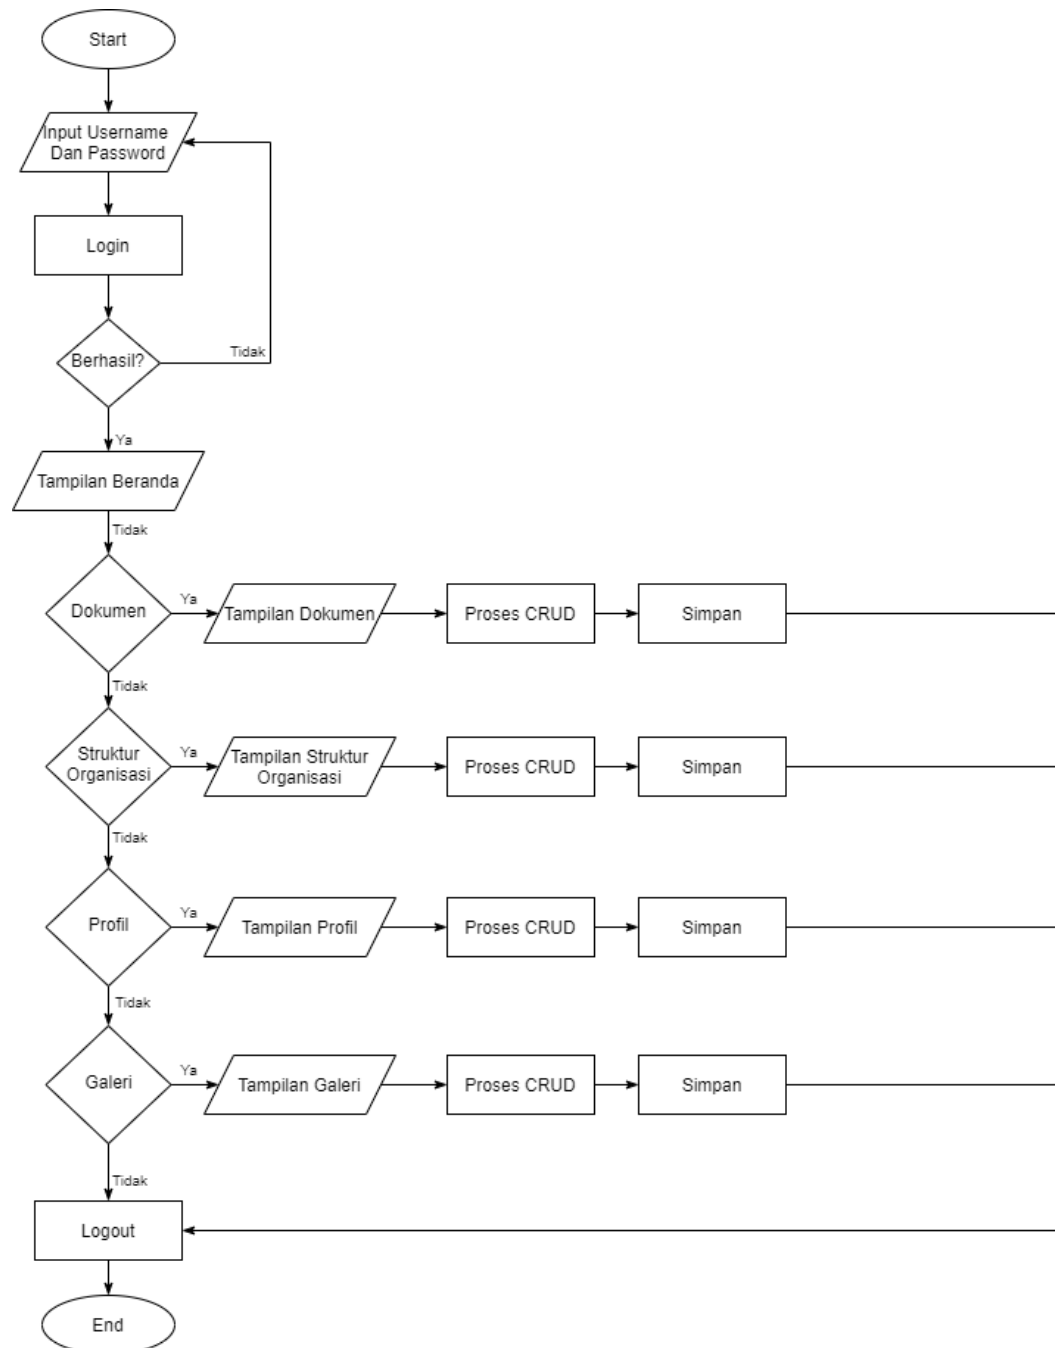 Start
Input Username
Dan Password
Login
Berhasil?
Tidak
Ya
Tampilan Beranda
Tidak
Dokumen
Ya
Tampilan Dokumen
Proses CRUD
Simpan
Tidak
Struktur
Organisasi
Ya
Tampilan Struktur
Organisasi
Proses CRUD
Simpan
Tidak
Profil
Ya
Tampilan Profil
Proses CRUD
Simpan
Tidak
Galeri
Ya
Tampilan Galeri
Proses CRUD
Simpan
Tidak
Logout
End